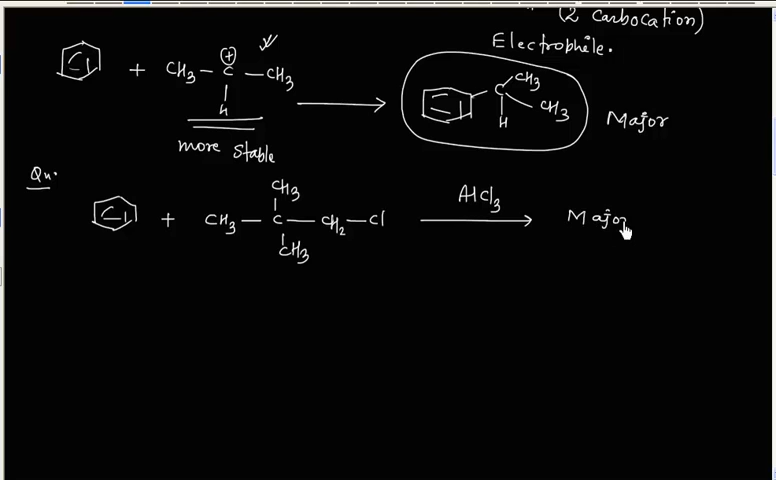 (2 carbocation)
Electrophile.
+ CH3 – C(+) – CH3 → C CH3
CH3
H
H
Major
more stable
Qn.
CH3
+ CH3 – C – CH2 – Cl AlCl3 → Major
CH3